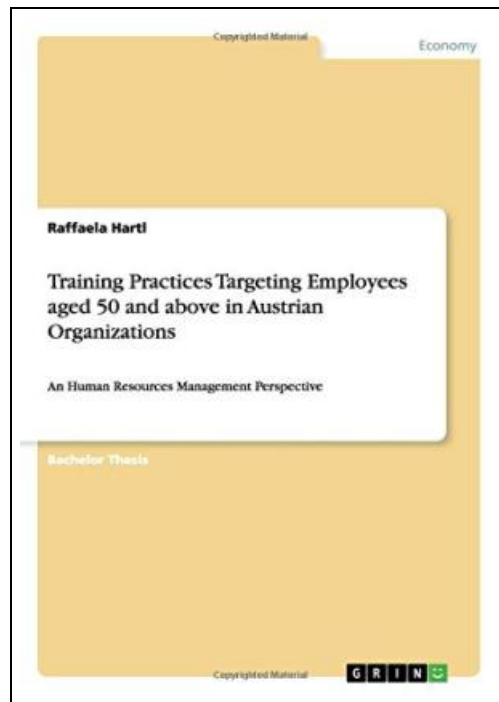 Copyrighted Material
Economy
Raffaela Hartl
Training Practices Targeting Employees
aged 50 and above in Austrian
Organizations
An Human Resources Management Perspective
Bachelor Thesis
Copyrighted Material
GRIN